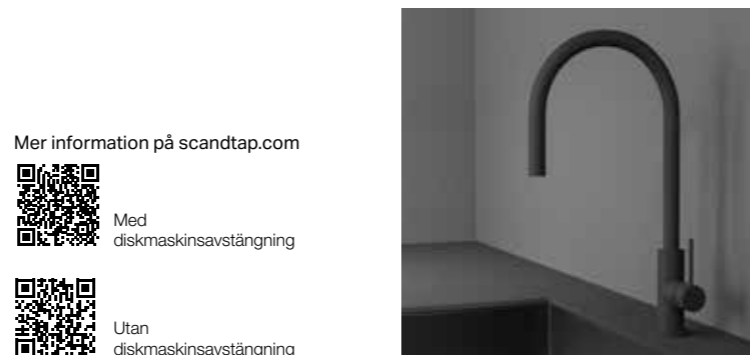 Mer information på scandtap.com
Med
diskmaskinsavstängning
Utan
diskmaskinsavstängning